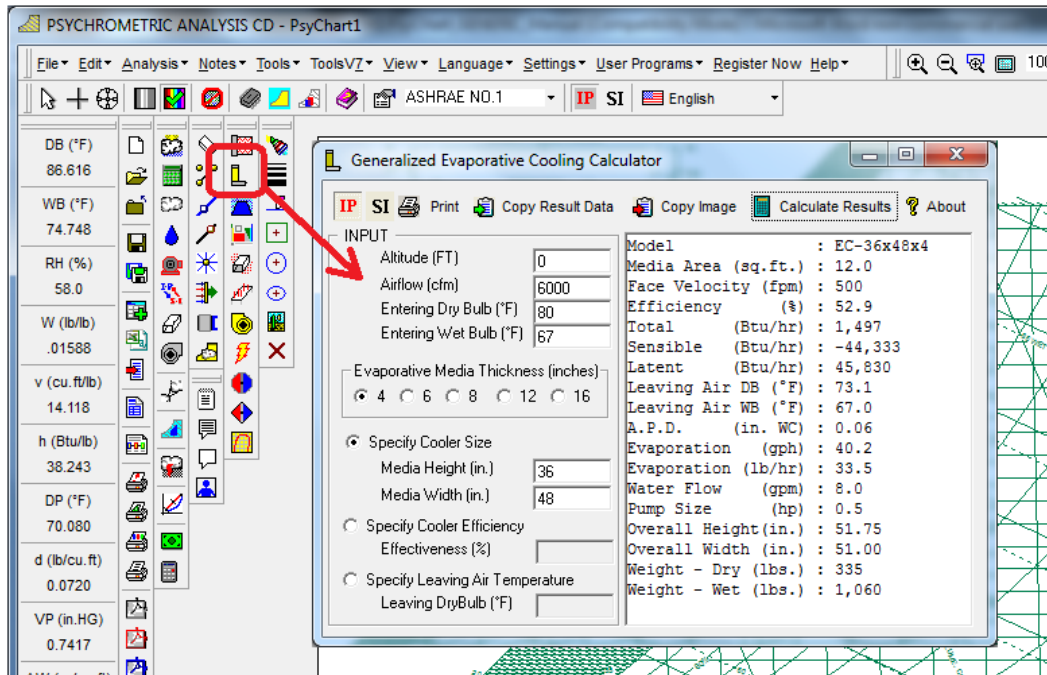 PSYCHROMETRIC ANALYSIS CD - PsyChart1
File Edit Analysis Notes Tools ToolsV7 View Language Settings User Programs Register Now Help 100
ASHRAE NO.1 IP SI English
DB (°F)
86.616
WB (°F)
74.748
RH (%)
58.0
W (lb/lb)
.01588
v (cu.ft/lb)
14.118
h (Btu/lb)
38.243
DP (°F)
70.080
d (lb/cu.ft)
0.0720
VP (in.HG)
0.7417
Generalized Evaporative Cooling Calculator
IP SI Print Copy Result Data Copy Image Calculate Results About
INPUT
Altitude (FT) 0
Airflow (cfm) 6000
Entering Dry Bulb (°F) 80
Entering Wet Bulb (°F) 67
Evaporative Media Thickness (inches)
4 6 8 12 16
Specify Cooler Size
Media Height (in.) 36
Media Width (in.) 48
Specify Cooler Efficiency
Effectiveness (%)
Specify Leaving Air Temperature
Leaving DryBulb (°F)
Model : EC-36x48x4
Media Area (sq.ft.) : 12.0
Face Velocity (fpm) : 500
Efficiency (%) : 52.9
Total (Btu/hr) : 1,497
Sensible (Btu/hr) : -44,333
Latent (Btu/hr) : 45,830
Leaving Air DB (°F) : 73.1
Leaving Air WB (°F) : 67.0
A.P.D. (in. WC) : 0.06
Evaporation (gph) : 40.2
Evaporation (lb/hr) : 33.5
Water Flow (gpm) : 8.0
Pump Size (hp) : 0.5
Overall Height(in.) : 51.75
Overall Width (in.) : 51.00
Weight - Dry (lbs.) : 335
Weight - Wet (lbs.) : 1,060